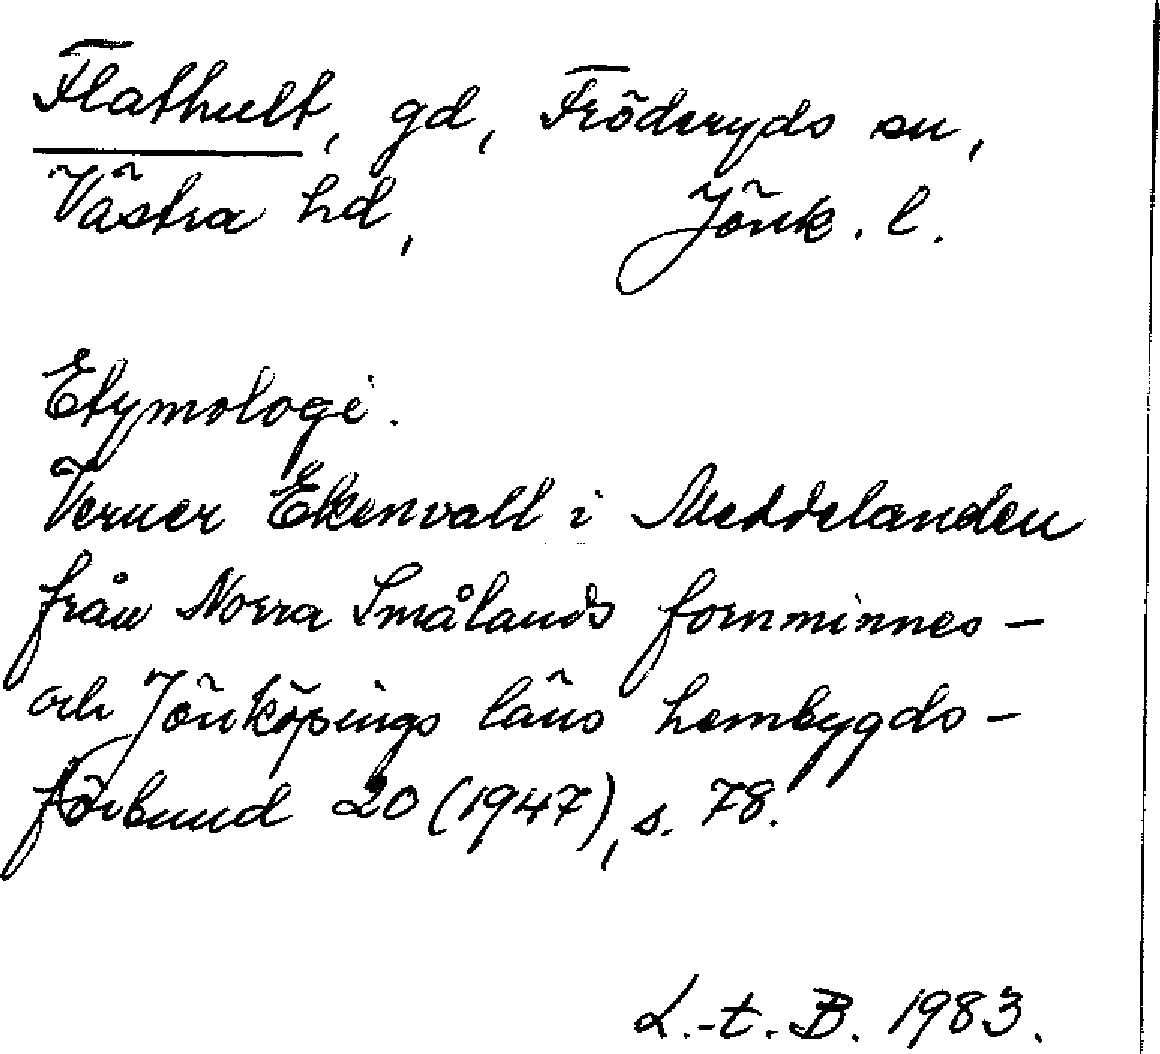 Flathult, gd, Fröderyds sn,
Västra hd, Jönk. l.
Etymologi.
Verner Ekenvall i Meddelanden
från Norra Smålands fornminnes-
och Jönköpings läns hembygds-
förbund 20 (1947), s. 78.
L.-t. B. 1983.